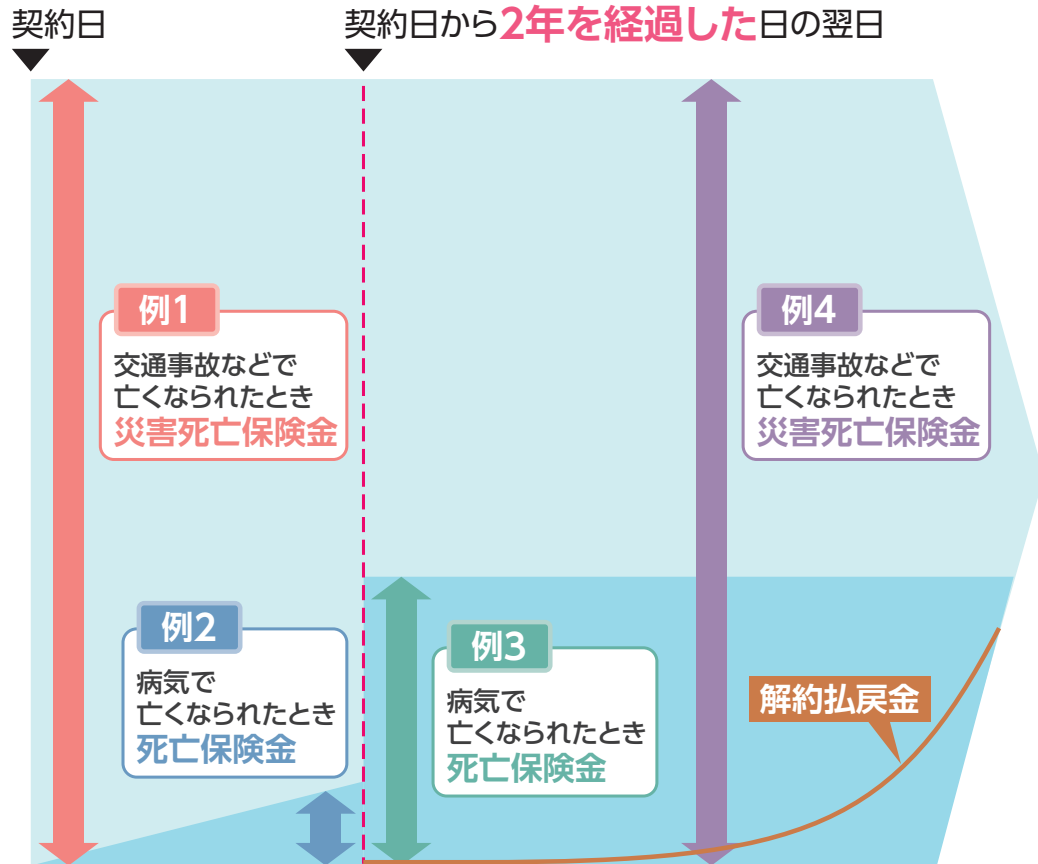 契約日
契約日から2年を経過した日の翌日
例1
交通事故などで
亡くなられたとき
災害死亡保険金
例4
交通事故などで
亡くなられたとき
災害死亡保険金
例2
病気で
亡くなられたとき
死亡保険金
例3
病気で
亡くなられたとき
死亡保険金
解約払戻金